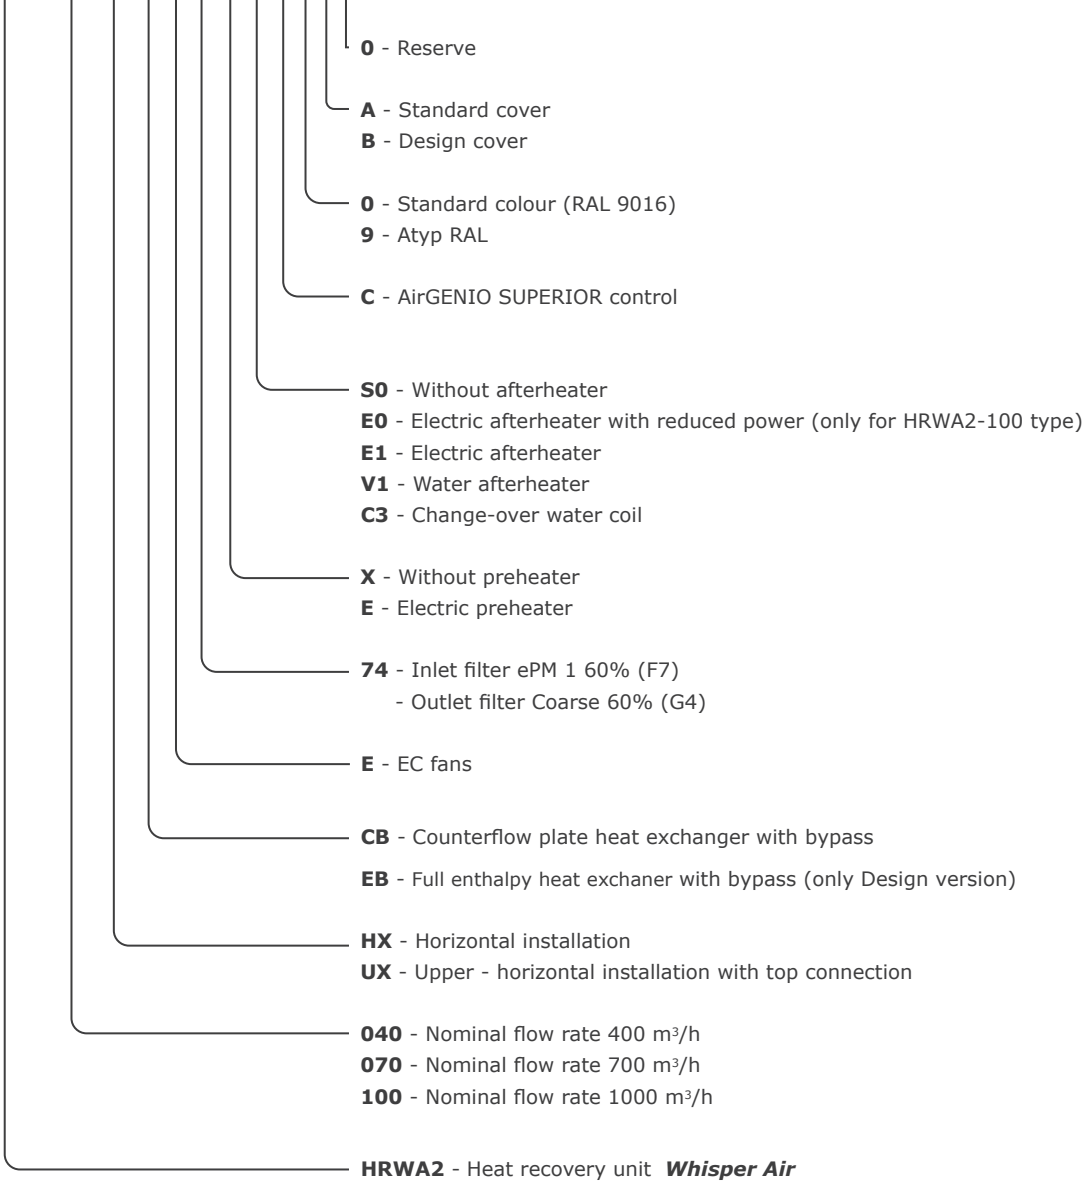 0 - Reserve
A - Standard cover
B - Design cover
0 - Standard colour (RAL 9016)
9 - Atyp RAL
C - AirGENIO SUPERIOR control
S0 - Without afterheater
E0 - Electric afterheater with reduced power (only for HRWA2-100 type)
E1 - Electric afterheater
V1 - Water afterheater
C3 - Change-over water coil
X - Without preheater
E - Electric preheater
74 - Inlet filter ePM 1 60% (F7)
- Outlet filter Coarse 60% (G4)
E - EC fans
CB - Counterflow plate heat exchanger with bypass
EB - Full enthalpy heat exchaner with bypass (only Design version)
HX - Horizontal installation
UX - Upper - horizontal installation with top connection
040 - Nominal flow rate 400 m³/h
070 - Nominal flow rate 700 m³/h
100 - Nominal flow rate 1000 m³/h
HRWA2 - Heat recovery unit Whisper Air